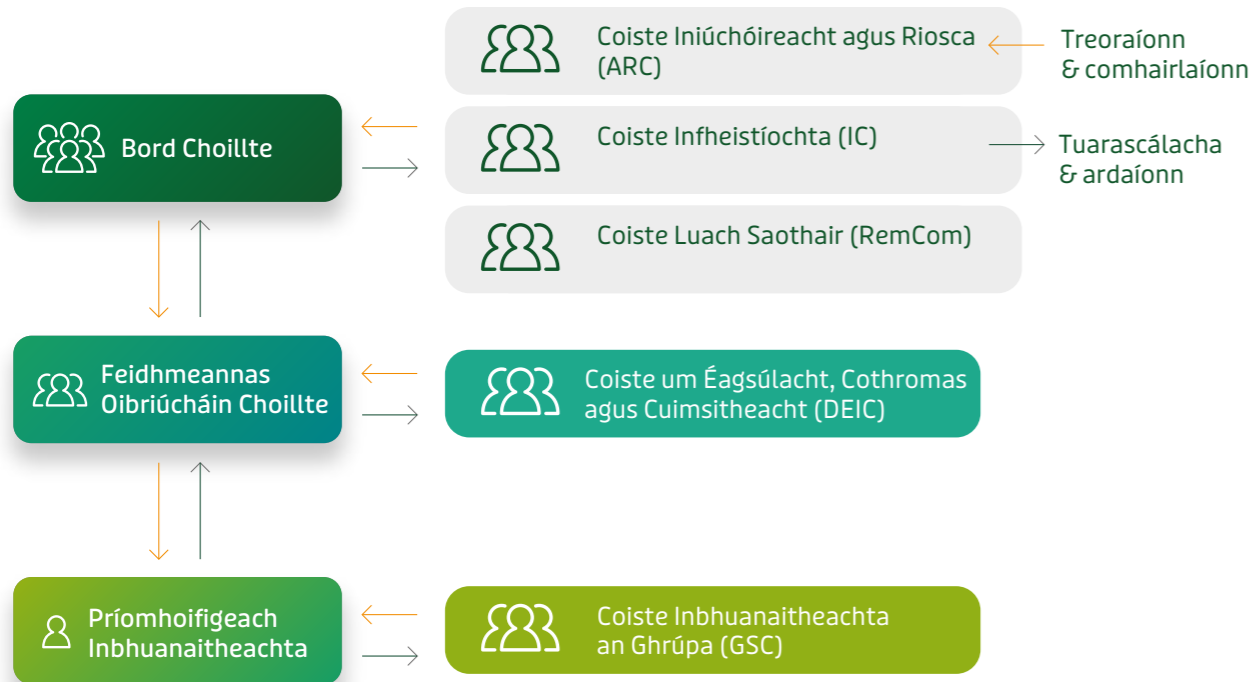 Coiste Iniúchóireacht agus Riosca
(ARC)
Treoraíonn
& comhairlaíonn
Bord Choillte
Coiste Infheistíochta (IC)
Tuarascálacha
& ardaíonn
Coiste Luach Saothair (RemCom)
Feidhmeannas
Oibriúcháin Choillte
Coiste um Éagsúlacht, Cothromas
agus Cuimsitheacht (DEIC)
Príomhoifigeach
Inbhuanaitheachta
Coiste Inbhuanaitheachta
an Ghrúpa (GSC)